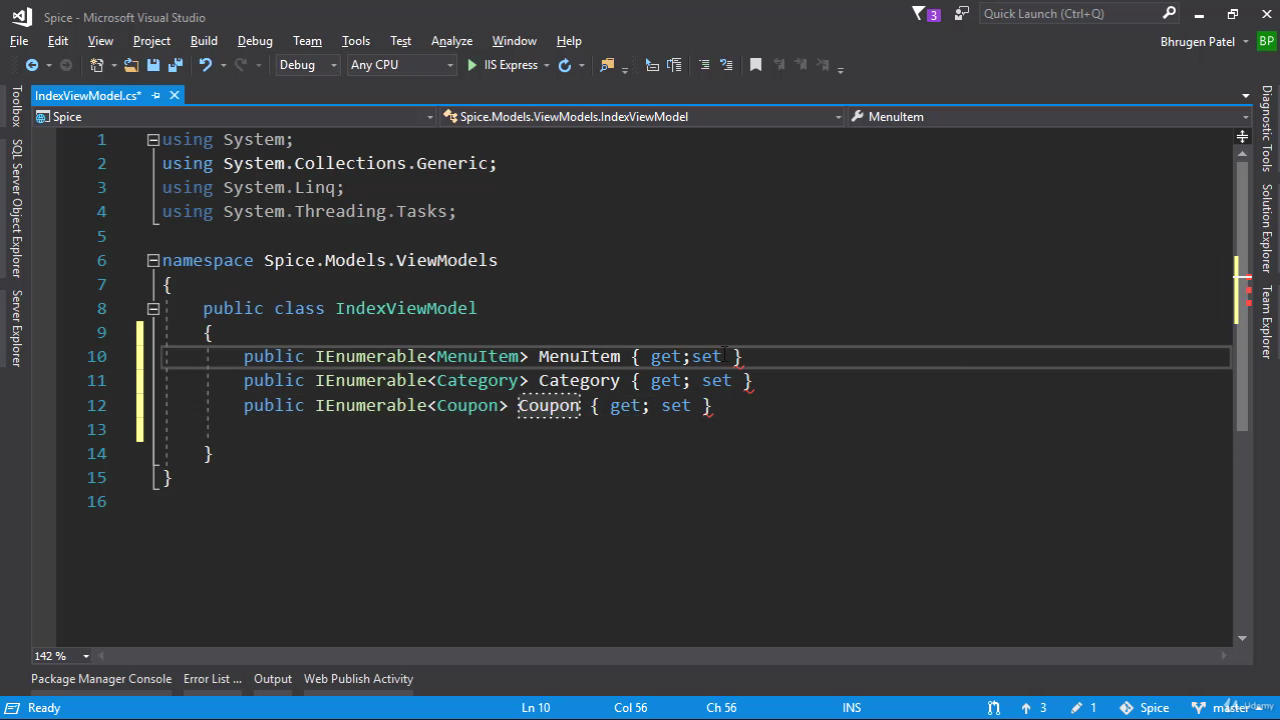 Spice - Microsoft Visual Studio
3
Quick Launch (Ctrl+Q)
File Edit View Project Build Debug Team Tools Test Analyze Window Help
Bhrugen Patel BP
Debug Any CPU IIS Express
IndexViewModel.cs*
Spice Spice.Models.ViewModels.IndexViewModel MenuItem
1 using System;
2 using System.Collections.Generic;
3 using System.Linq;
4 using System.Threading.Tasks;
5
6 namespace Spice.Models.ViewModels
7 {
8 public class IndexViewModel
9 {
10 public IEnumerable<MenuItem> MenuItem { get;set }
11 public IEnumerable<Category> Category { get; set }
12 public IEnumerable<Coupon> Coupon { get; set }
13
14 }
15 }
16
Toolbox
SQL Server Object Explorer
Server Explorer
Diagnostic Tools
Solution Explorer
Team Explorer
142 %
Package Manager Console Error List ... Output Web Publish Activity
Ready Ln 10 Col 56 Ch 56 INS 3 1 Spice master
Udemy